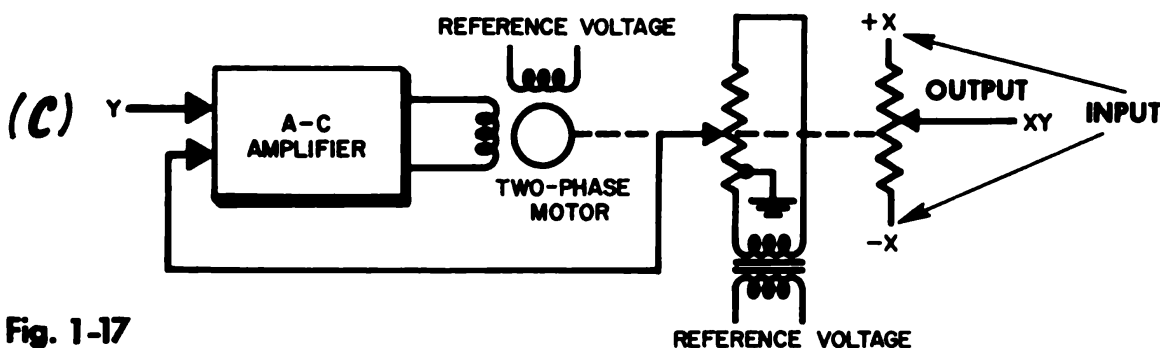 REFERENCE VOLTAGE
+X
(C)
Y
A-C
AMPLIFIER
OUTPUT
INPUT
XY
TWO-PHASE
MOTOR
-X
Fig. 1-17
REFERENCE VOLTAGE